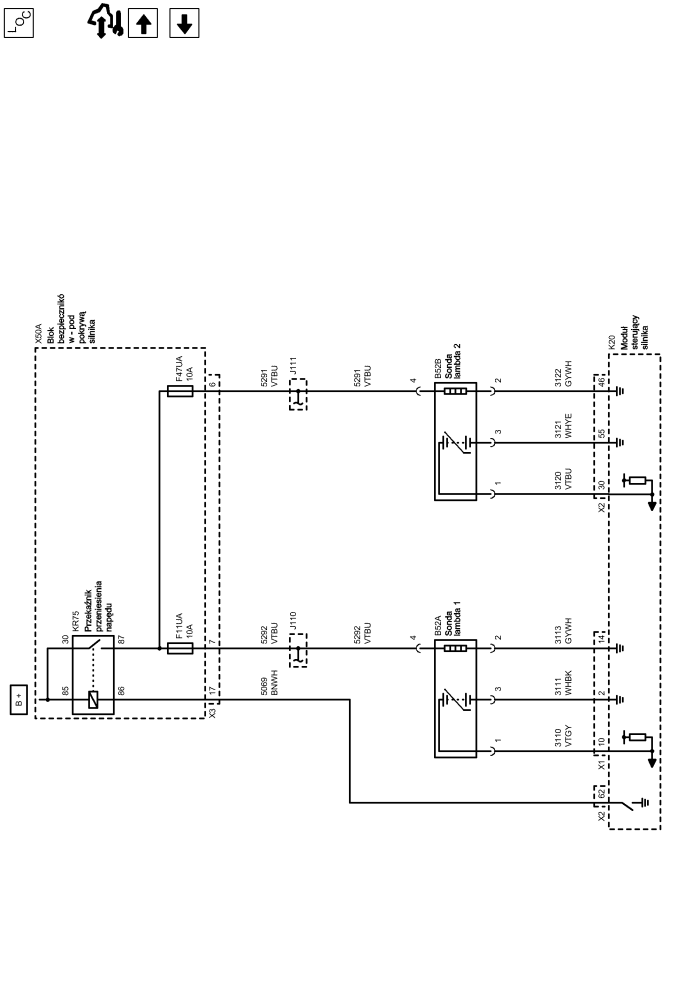 LOC
X50A
Blok
bezpieczników
w - pod
pokrywą
silnika
B +
KR75
Przekaźnik
przeniesienia
napędu
30
87
85
86
F47UA
10A
F11UA
10A
6
7
17
X3
5291
VTBU
J111
5291
VTBU
5292
VTBU
J110
5292
VTBU
5069
BNWH
B52B
Sonda
lambda 2
4
2
3
1
3122
GYWH
3121
WHYE
3120
VTBU
B52A
Sonda
lambda 1
4
2
3
1
3113
GYWH
3111
WHBK
3110
VTGY
K20
Moduł
sterujący
silnika
46
55
30
X2
14
2
10
X1
62
X2